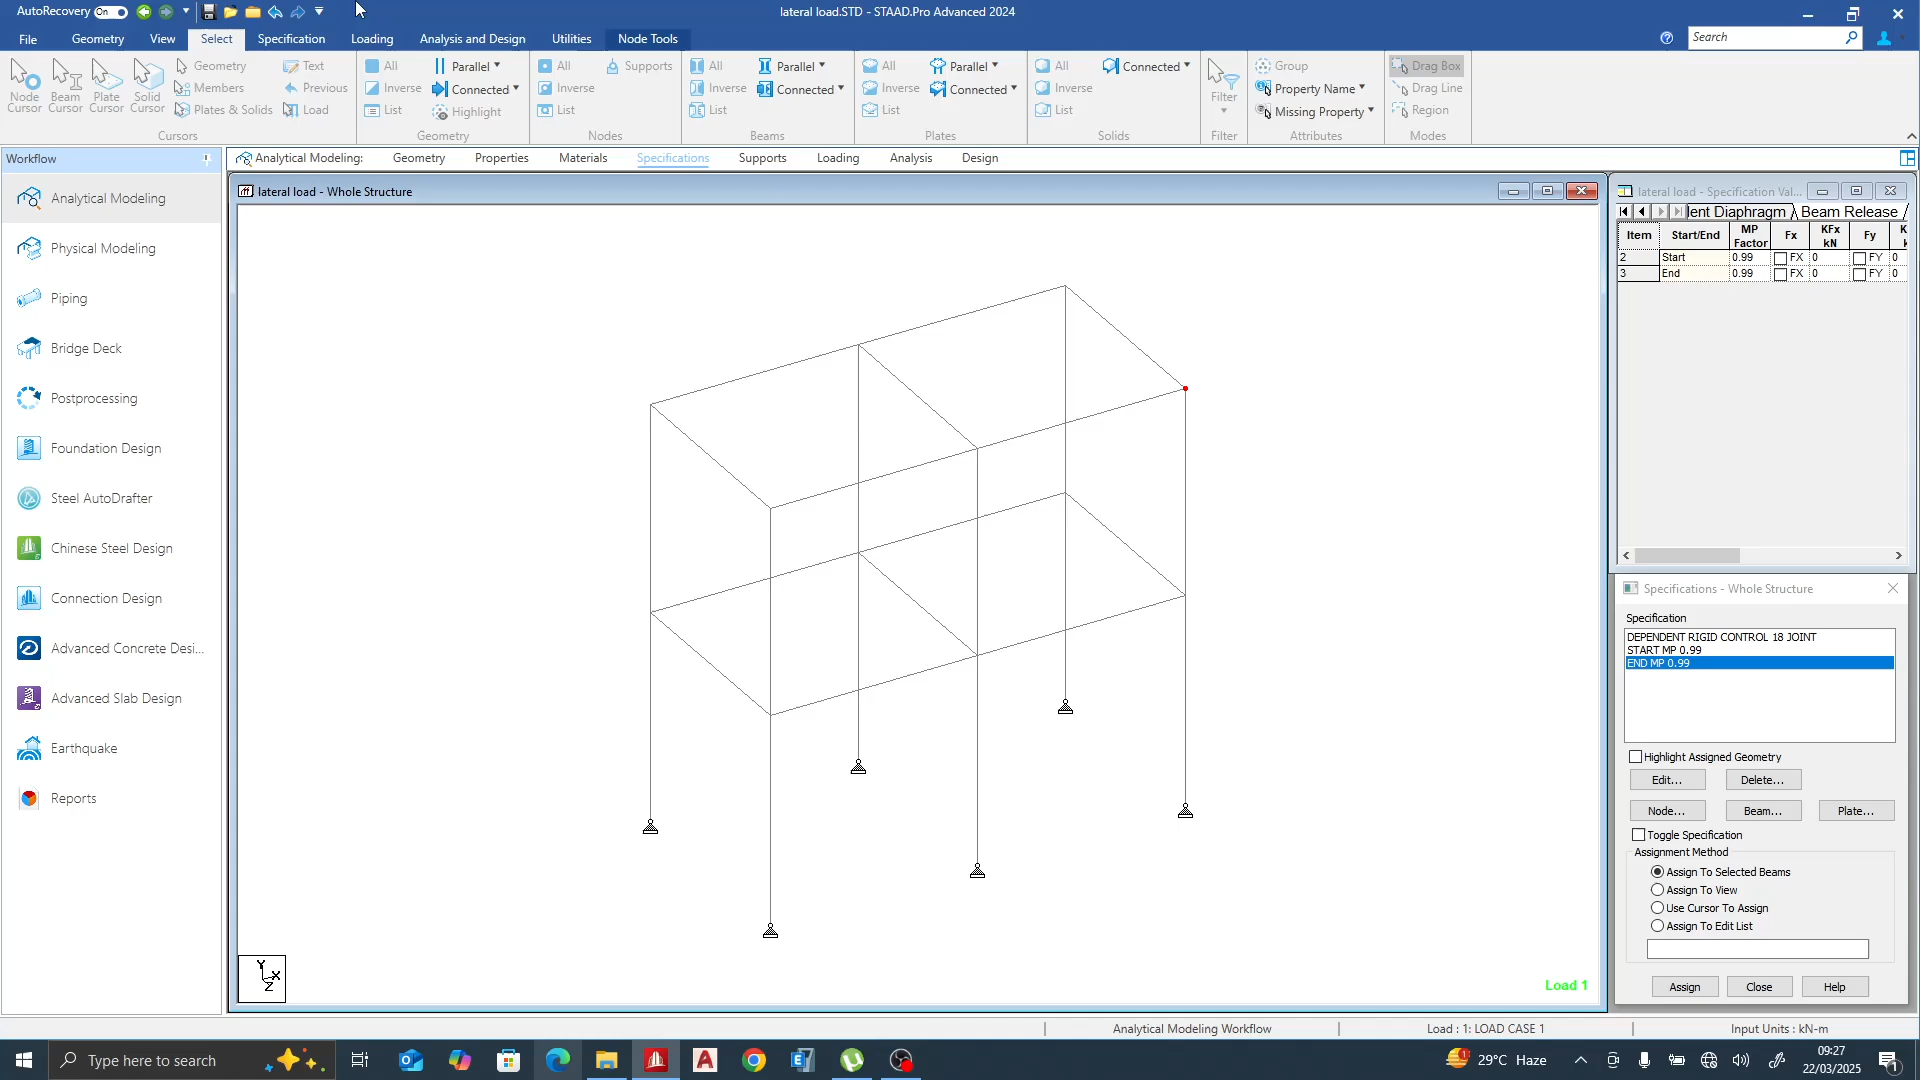 AutoRecovery On
lateral load.STD - STAAD.Pro Advanced 2024
File Geometry View Select Specification Loading Analysis and Design Utilities Node Tools
Search
Node Cursor
Beam Cursor
Plate Cursor
Solid Cursor
Geometry
Members
Plates & Solids
Text
Previous
Load
Cursors
All
Inverse
List
Parallel
Connected
Highlight
Geometry
All
Inverse
List
Supports
Nodes
All
Inverse
List
Parallel
Connected
Beams
All
Inverse
List
Parallel
Connected
Plates
All
Inverse
List
Connected
Solids
Filter
Filter
Group
Property Name
Missing Property
Attributes
Drag Box
Drag Line
Region
Modes
Workflow
Analytical Modeling: Geometry Properties Materials Specifications Supports Loading Analysis Design
Analytical Modeling
Physical Modeling
Piping
Bridge Deck
Postprocessing
Foundation Design
Steel AutoDrafter
Chinese Steel Design
Connection Design
Advanced Concrete Desi...
Advanced Slab Design
Earthquake
Reports
lateral load - Whole Structure
Y
X
Z
Load 1
lateral load - Specification Val...
lent Diaphragm Beam Release
Item Start/End MP Factor Fx KFx kN Fy
2 Start 0.99 FX 0 FY 0
3 End 0.99 FX 0 FY 0
Specifications - Whole Structure
Specification
DEPENDENT RIGID CONTROL 18 JOINT
START MP 0.99
END MP 0.99
Highlight Assigned Geometry
Edit... Delete...
Node... Beam... Plate...
Toggle Specification
Assignment Method
Assign To Selected Beams
Assign To View
Use Cursor To Assign
Assign To Edit List
Assign Close Help
Analytical Modeling Workflow Load : 1: LOAD CASE 1 Input Units : kN-m
Type here to search
29°C Haze
09:27
22/03/2025
1